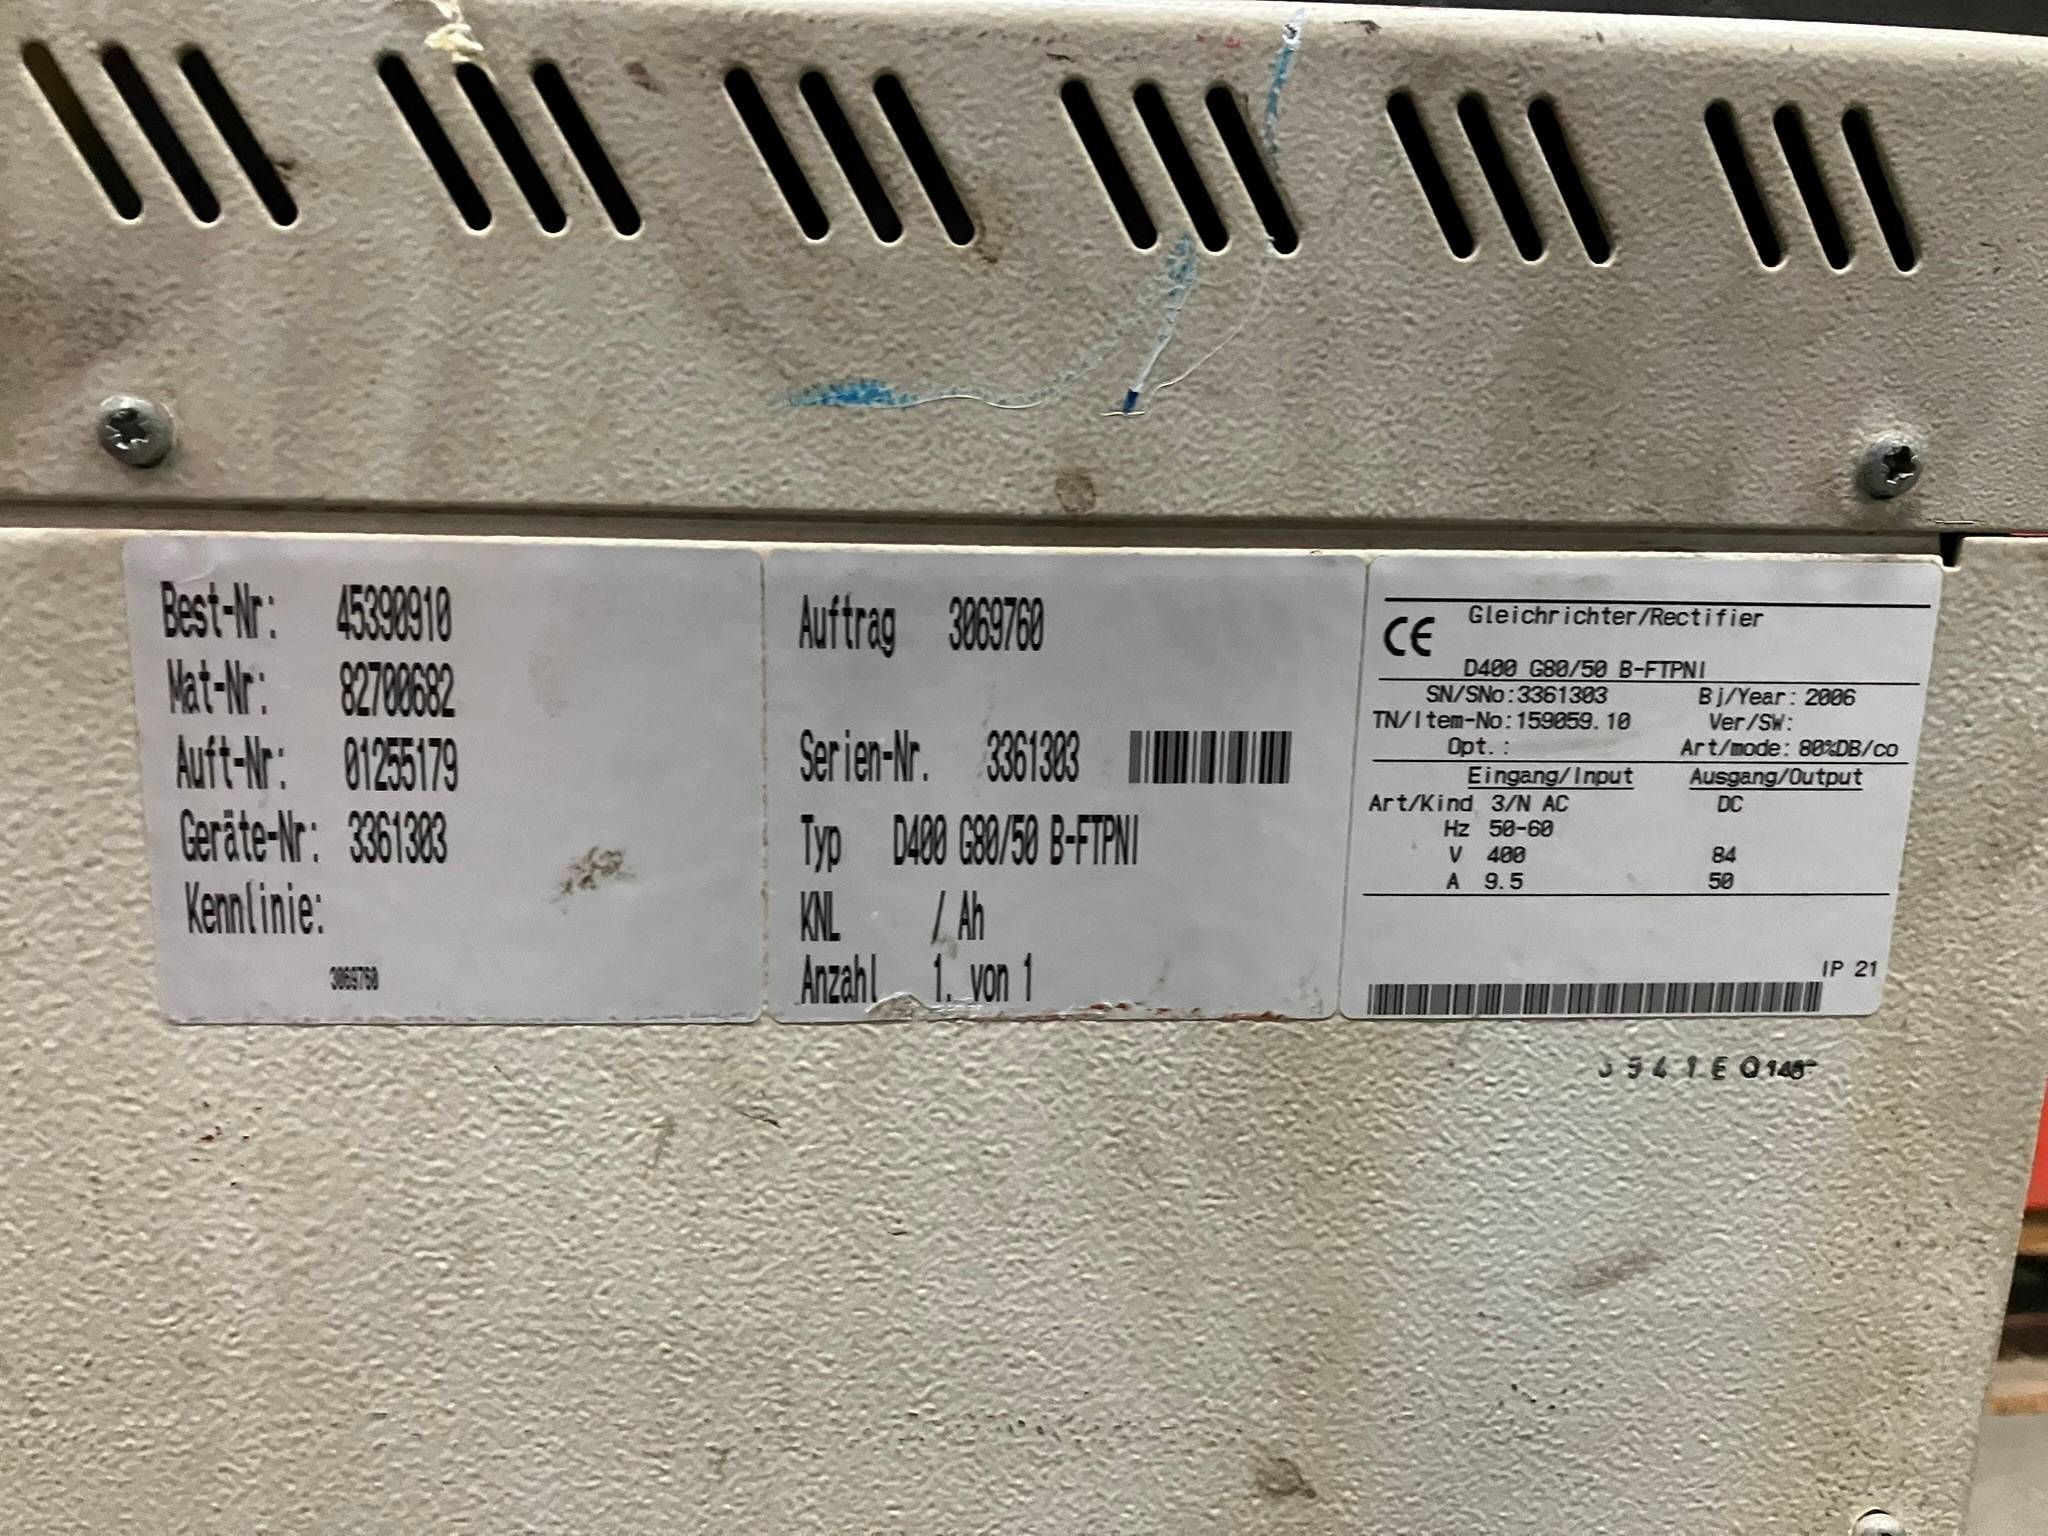 Best-Nr: 45390910
Mat-Nr: 82700682
Auft-Nr: 01255179
Geräte-Nr: 3361303
Kennlinie:
3069760
Auftrag 3069760
Serien-Nr. 3361303
Typ D400 G80/50 B-FTPNI
KNL / Ah
Anzahl 1. von 1
CE Gleichrichter/Rectifier
D400 G80/50 B-FTPNI
SN/SNo:3361303 Bj/Year: 2006
TN/Item-No:159059.10 Ver/SW:
Opt.: Art/mode: 80%DB/co
Eingang/Input Ausgang/Output
Art/Kind 3/N AC DC
Hz 50-60
V 400 84
A 9.5 50
IP 21